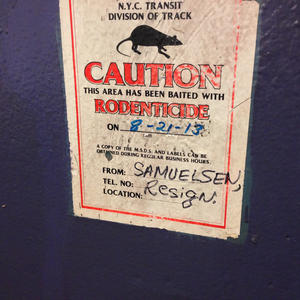 N.Y.C. TRANSIT
DIVISION OF TRACK
CAUTION
THIS AREA HAS BEEN BAITED WITH
RODENTICIDE
ON 8-21-13
A COPY OF THE M.S.D.S. AND LABELS CAN BE
OBTAINED DURING REGULAR BUSINESS HOURS.
FROM: SAMUELSEN,
TEL. NO: Resign.
LOCATION: